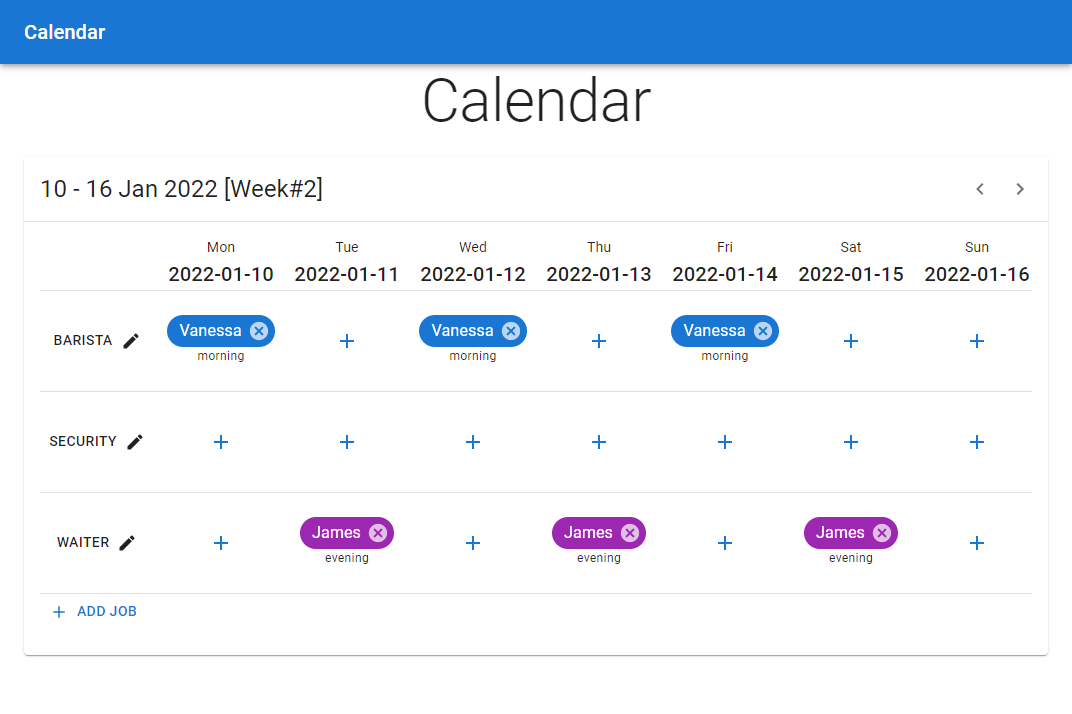 Calendar
Calendar
10 - 16 Jan 2022 [Week#2]
Mon Tue Wed Thu Fri Sat Sun
2022-01-10 2022-01-11 2022-01-12 2022-01-13 2022-01-14 2022-01-15 2022-01-16
BARISTA Vanessa Vanessa Vanessa
morning morning morning
SECURITY
WAITER James James James
evening evening evening
ADD JOB